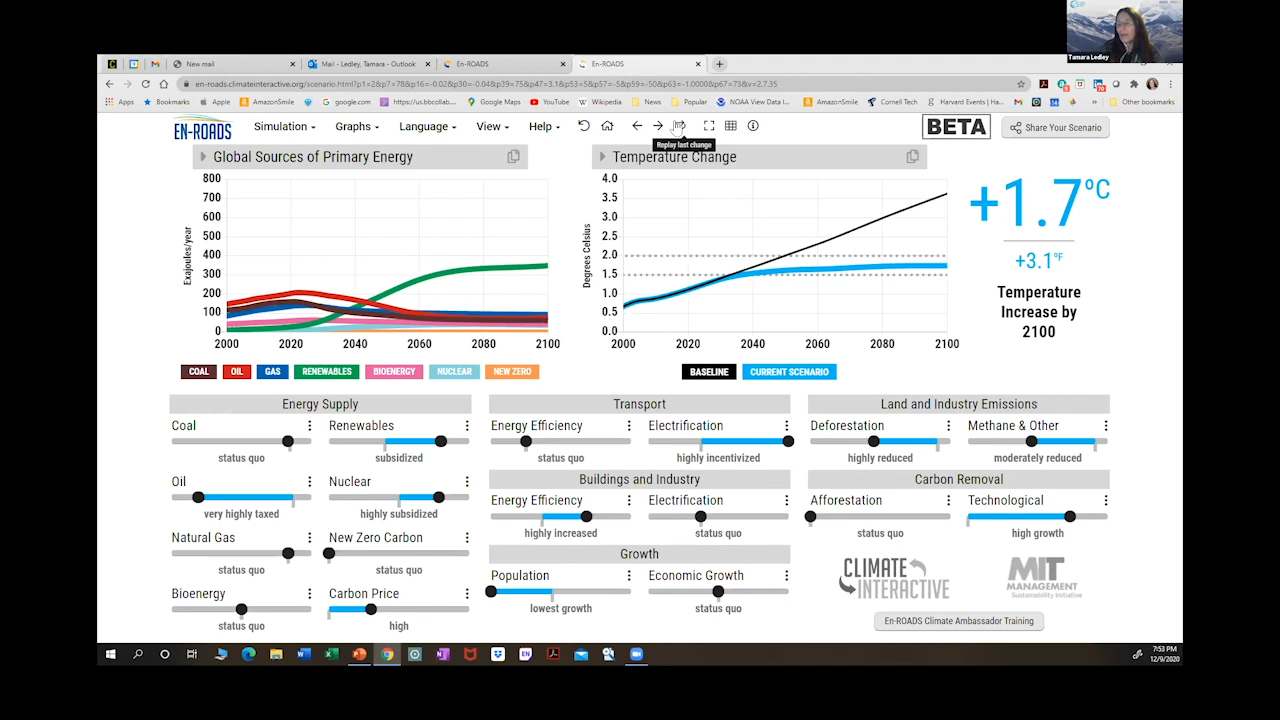 Tamara Ledley
New mail
Mail - Ledley, Tamara - Outlook
En-ROADS
En-ROADS
en-roads.climateinteractive.org/scenario.html?p1=2&p7=78&p16=-0.02&p30=-0.04&p39=75&p47=3.1&p53=5&p57=-5&p59=-50&p63=-1.0000&p67=73&v=2.7.35
Apps
Bookmarks
Apple
AmazonSmile
google.com
https://us.bbcollab...
Google Maps
YouTube
Wikipedia
News
Popular
NOAA View Data I...
AmazonSmile
Cornell Tech
Harvard Events | Ha...
Other bookmarks
EN-ROADS
Simulation
Graphs
Language
View
Help
BETA
Share Your Scenario
Replay last change
Global Sources of Primary Energy
Temperature Change
800
700
600
500
400
300
200
100
0
Exajoules/year
2000 2020 2040 2060 2080 2100
4.0
3.5
3.0
2.5
2.0
1.5
1.0
0.5
0.0
Degrees Celsius
2000 2020 2040 2060 2080 2100
+1.7°C
+3.1°F
Temperature
Increase by
2100
COAL OIL GAS RENEWABLES BIOENERGY NUCLEAR NEW ZERO
BASELINE CURRENT SCENARIO
Energy Supply
Coal
status quo
Renewables
subsidized
Oil
very highly taxed
Nuclear
highly subsidized
Natural Gas
status quo
New Zero Carbon
status quo
Bioenergy
status quo
Carbon Price
high
Transport
Energy Efficiency
status quo
Electrification
highly incentivized
Buildings and Industry
Energy Efficiency
highly increased
Electrification
status quo
Growth
Population
lowest growth
Economic Growth
status quo
Land and Industry Emissions
Deforestation
highly reduced
Methane & Other
moderately reduced
Carbon Removal
Afforestation
status quo
Technological
high growth
CLIMATE
INTERACTIVE
MIT
MANAGEMENT
Sustainability Initiative
En-ROADS Climate Ambassador Training
7:53 PM
12/9/2020